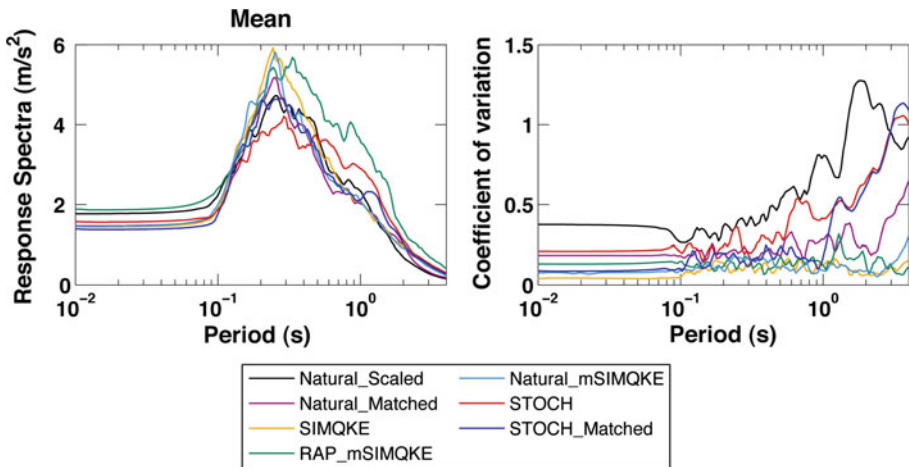 Mean
Response Spectra (m/s²)
6
4
2
0
10⁻²
10⁻¹
10⁰
Period (s)
Coefficient of variation
1.5
1
0.5
0
10⁻²
10⁻¹
10⁰
Period (s)
Natural_Scaled
Natural_Matched
SIMQKE
RAP_mSIMQKE
Natural_mSIMQKE
STOCH
STOCH_Matched